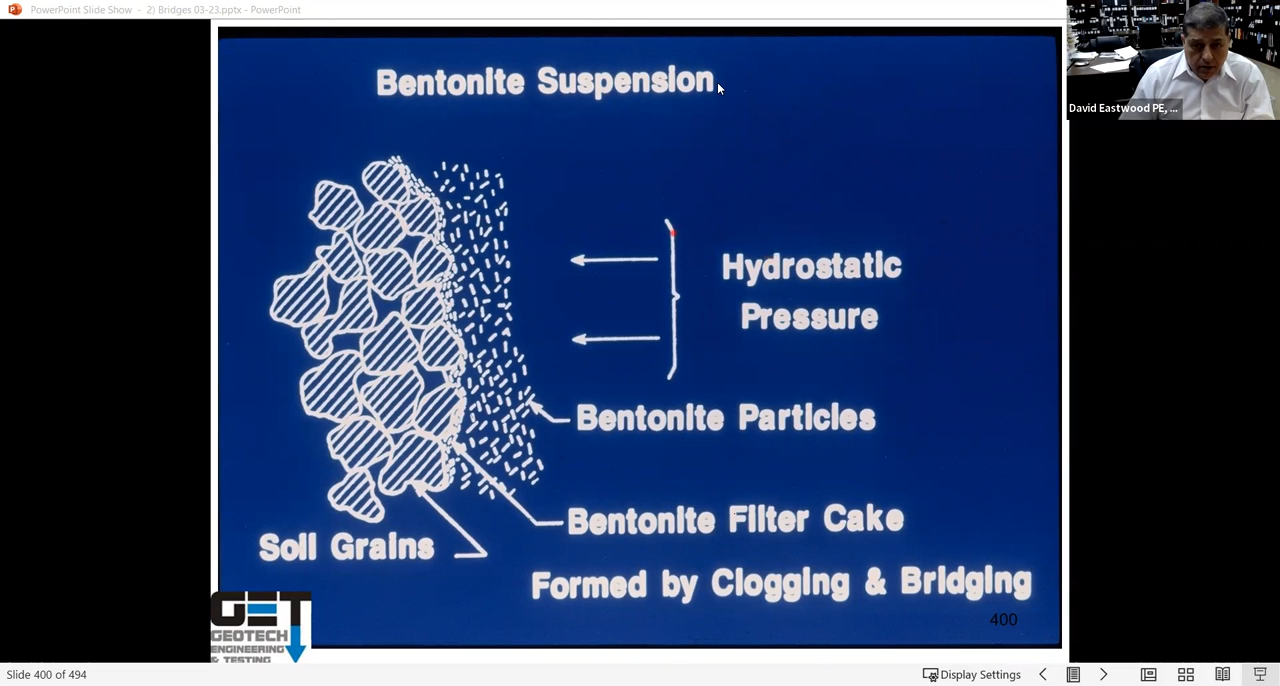 PowerPoint Slide Show - 2) Bridges 03-23.pptx - PowerPoint
David Eastwood PE, ...
Bentonite Suspension
Hydrostatic
Pressure
Bentonite Particles
Bentonite Filter Cake
Soil Grains
Formed by Clogging & Bridging
400
GET
GEOTECH
ENGINEERING
& TESTING
Slide 400 of 494
Display Settings